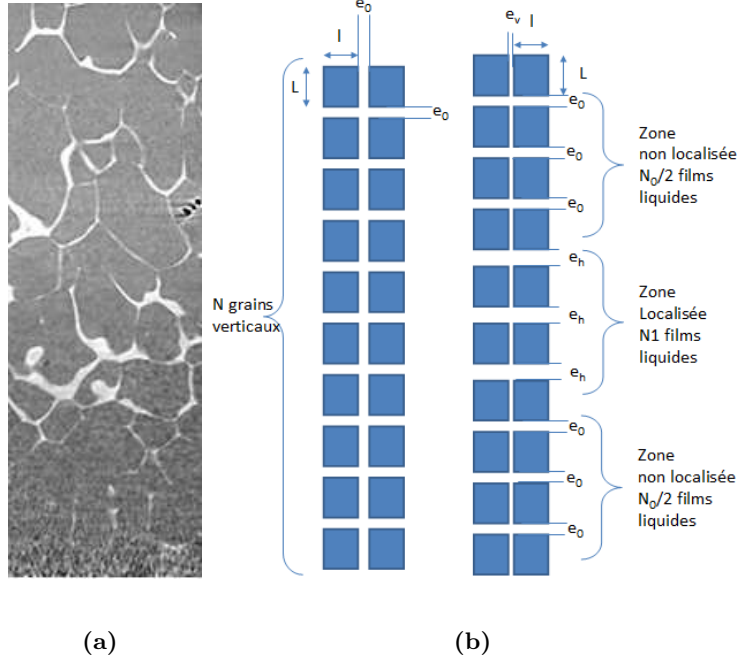 e0
l
L
e0
N grains
verticaux
ev
l
L
e0
e0
e0
Zone
non localisée
N0/2 films
liquides
eh
eh
eh
Zone
Localisée
N1 films
liquides
e0
e0
e0
Zone
non localisée
N0/2 films
liquides
(a)
(b)